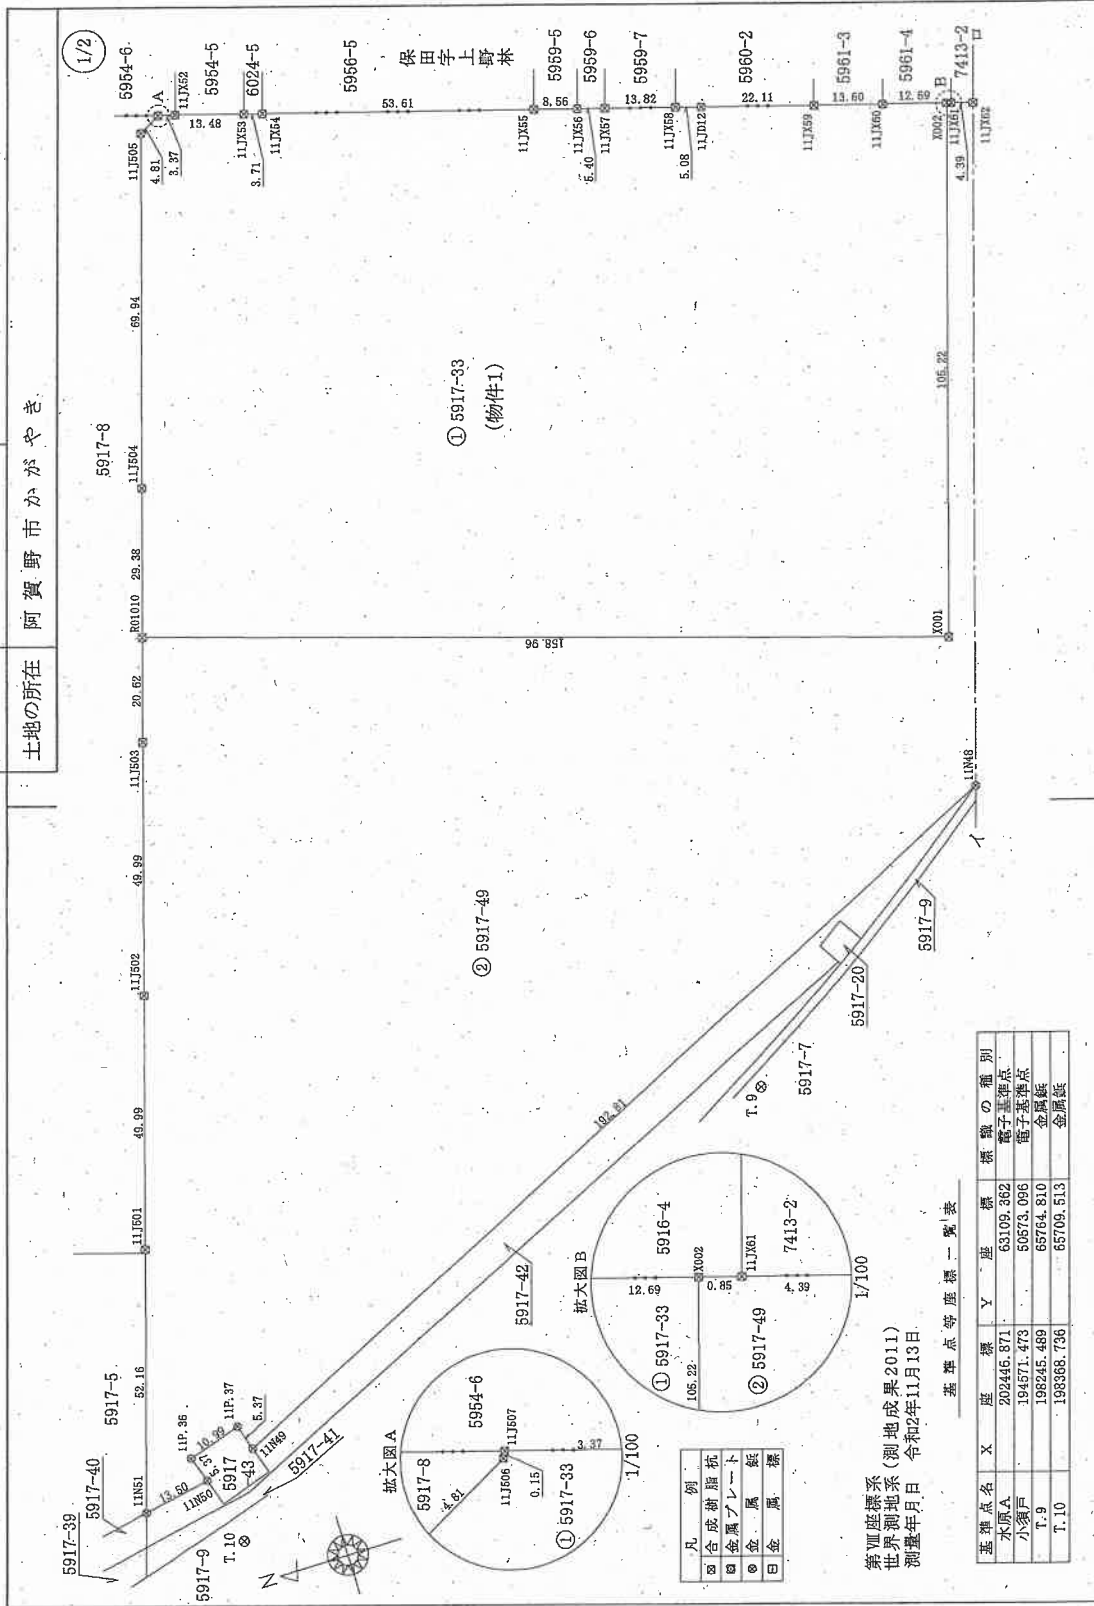 土地の所在
阿賀野市かがやき
1/2
5917-39
5917-40
5917-5
5917-8
5954-6
11N51
52.16
11J501
49.99
11J502
49.99
11J503
20.62
R01010
29.38
11J504
69.94
11J505
4.81
3.37
A
11JX52
13.48
5954-5
11JX53
3.71
6024-5
11JX54
53.61
5956-5
保田字上野林
11JX55
8.56
5959-5
11JX56
5.40
5959-6
11JX57
13.82
5959-7
11JX58
5.08
11JD12
22.11
5960-2
11JX59
13.60
5961-3
11JX60
12.69
5961-4
X002
B
11JX61
4.39
7413-2
11JX62
ロ
① 5917-33
(物件1)
105.22
158.96
X001
② 5917-49
11N48
イ
5917-9
5917-20
5917-7
T.9
192.81
5917-42
13.50
11P.36
10.99
11P.37
5.37
11N49
11N50
5917
-43
5917-41
5917-9
T.10
N
拡大図A
5917-8
5954-6
4.81
11J506
11J507
0.15
3.37
① 5917-33
1/100
拡大図B
① 5917-33
5916-4
12.69
X002
105.22
0.85
11JX61
② 5917-49
4.39
7413-2
1/100
凡例
合成樹脂杭
金属プレート
金属鋲
金属標
第Ⅷ座標系
世界測地系(測地成果2011)
測量年月日 令和2年11月13日
基準点等座標一覧表
基準点名 X座標 Y座標 標識の種別
水原A 202446.871 63109.362 電子基準点
小須戸 194571.473 50573.096 電子基準点
T.9 198245.489 65764.810 金属鋲
T.10 198368.736 65709.513 金属鋲